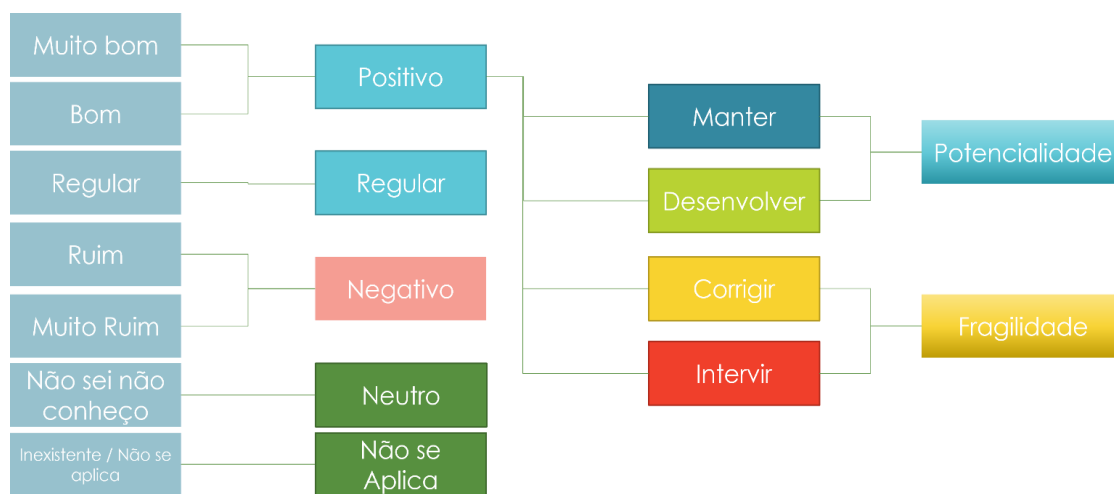 Muito bom
Bom
Regular
Ruim
Muito Ruim
Não sei não
conheço
Inexistente / Não se
aplica
Positivo
Regular
Negativo
Neutro
Não se
Aplica
Manter
Desenvolver
Corrigir
Intervir
Potencialidade
Fragilidade